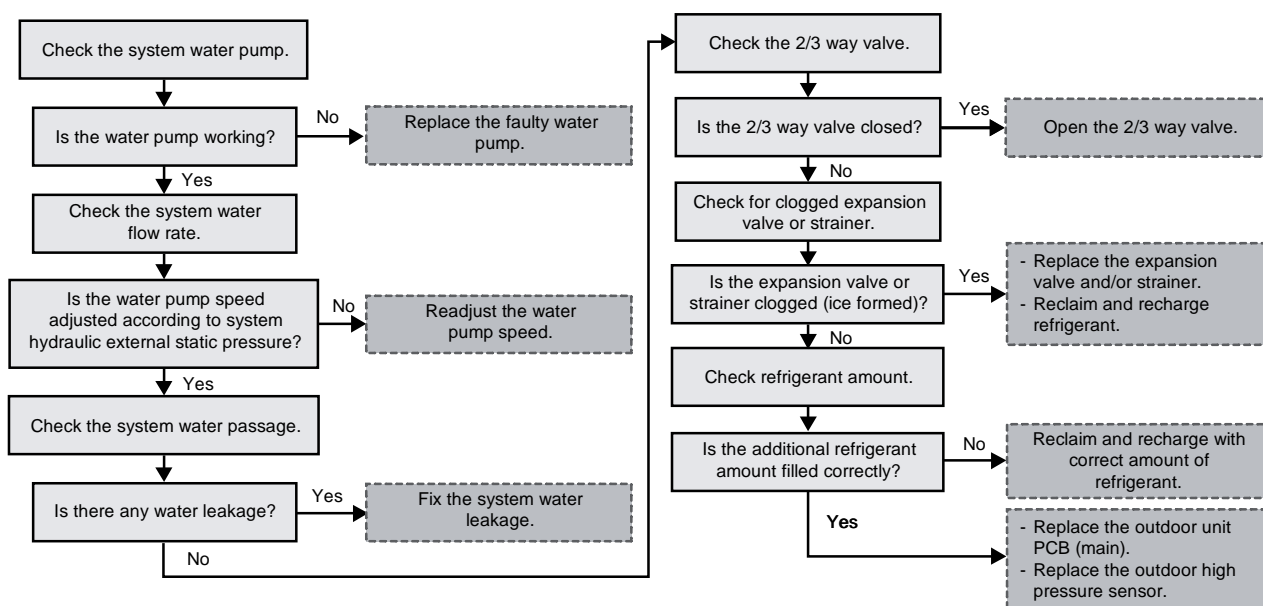 Check the system water pump.
Is the water pump working?
No
Replace the faulty water
pump.
Yes
Check the system water
flow rate.
Is the water pump speed
adjusted according to system
hydraulic external static pressure?
No
Readjust the water
pump speed.
Yes
Check the system water passage.
Is there any water leakage?
Yes
Fix the system water
leakage.
No
Check the 2/3 way valve.
Is the 2/3 way valve closed?
Yes
Open the 2/3 way valve.
No
Check for clogged expansion
valve or strainer.
Is the expansion valve or
strainer clogged (ice formed)?
Yes
- Replace the expansion
valve and/or strainer.
- Reclaim and recharge
refrigerant.
No
Check refrigerant amount.
Is the additional refrigerant
amount filled correctly?
No
Reclaim and recharge with
correct amount of
refrigerant.
Yes
- Replace the outdoor unit
PCB (main).
- Replace the outdoor high
pressure sensor.